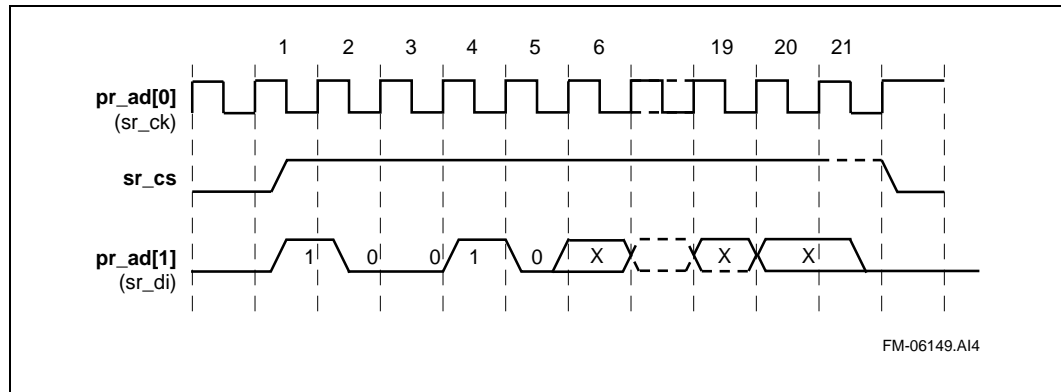 1 2 3 4 5 6 19 20 21
pr_ad[0]
(sr_ck)
sr_cs
pr_ad[1]
(sr_di)
1 0 0 1 0 X X X
FM-06149.AI4